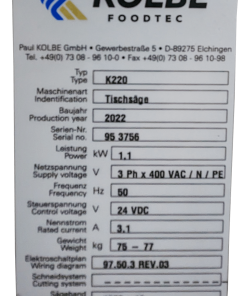 KOLBE
FOODTEC
Paul KOLBE GmbH • Gewerbestraße 5 • D-89275 Elchingen
Tel. +49(0) 73 08 - 96 10-0 • Fax +49(0) 73 08 - 96 10-98
Typ
Type K220
Maschinenart
Indentification Tischsäge
Baujahr
Production year 2022
Serien-Nr.
Serial no. 95 3756
Leistung
Power kW 1.1
Netzspannung
Supply voltage V 3 Ph x 400 VAC / N / PE
Frequenz
Frequency Hz 50
Steuerspannung
Control voltage V 24 VDC
Nennstrom
Rated current A 3.1
Gewicht
Weight kg 75 - 77
Elektroschaltplan
Wiring diagram 97.50.3 REV.03
Schneidsystem
Cutting system
Sägeband